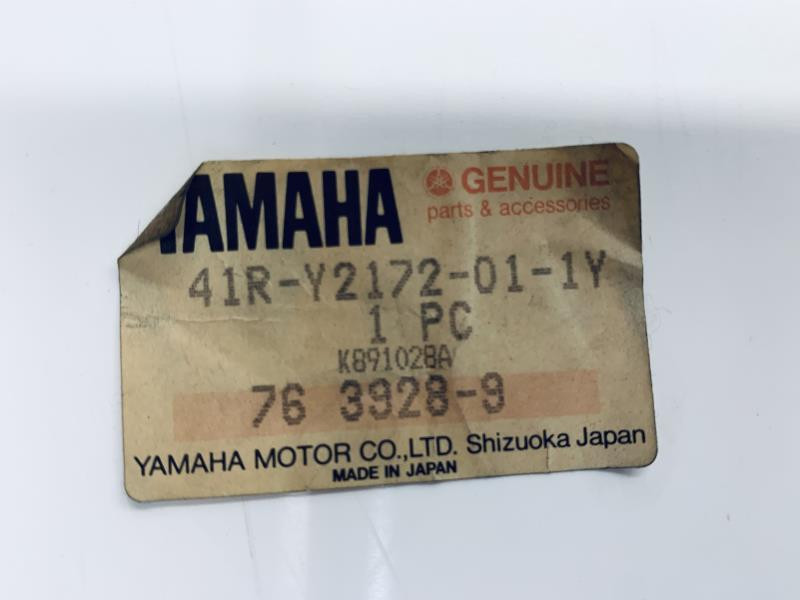 YAMAHA
GENUINE
parts & accessories
41R-Y2172-01-1Y
1 PC
K891028A
76 3928-9
YAMAHA MOTOR CO.,LTD. Shizuoka Japan
MADE IN JAPAN